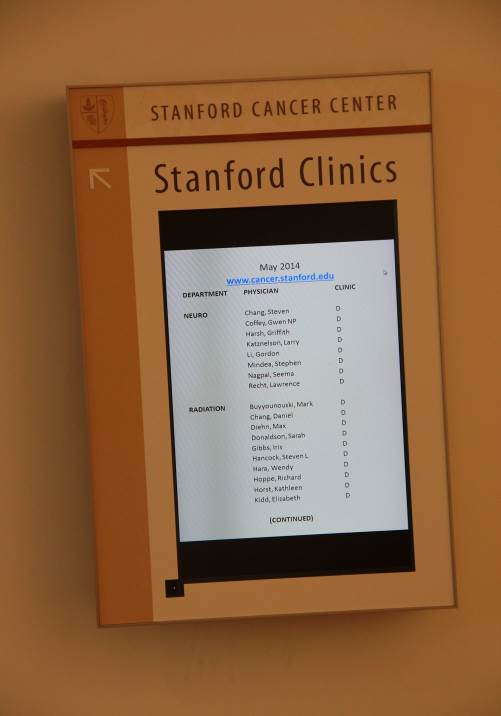 STANFORD CANCER CENTER
Stanford Clinics
May 2014
www.cancer.stanford.edu
DEPARTMENT PHYSICIAN CLINIC
NEURO Chang, Steven D
Coffey, Gwen NP D
Harsh, Griffith D
Katznelson, Larry D
Li, Gordon D
Mindea, Stephen D
Nagpal, Seema D
Recht, Lawrence D
RADIATION Buyyounouski, Mark D
Chang, Daniel D
Diehn, Max D
Donaldson, Sarah D
Gibbs, Iris D
Hancock, Steven L D
Hara, Wendy D
Hoppe, Richard D
Horst, Kathleen D
Kidd, Elizabeth D
(CONTINUED)